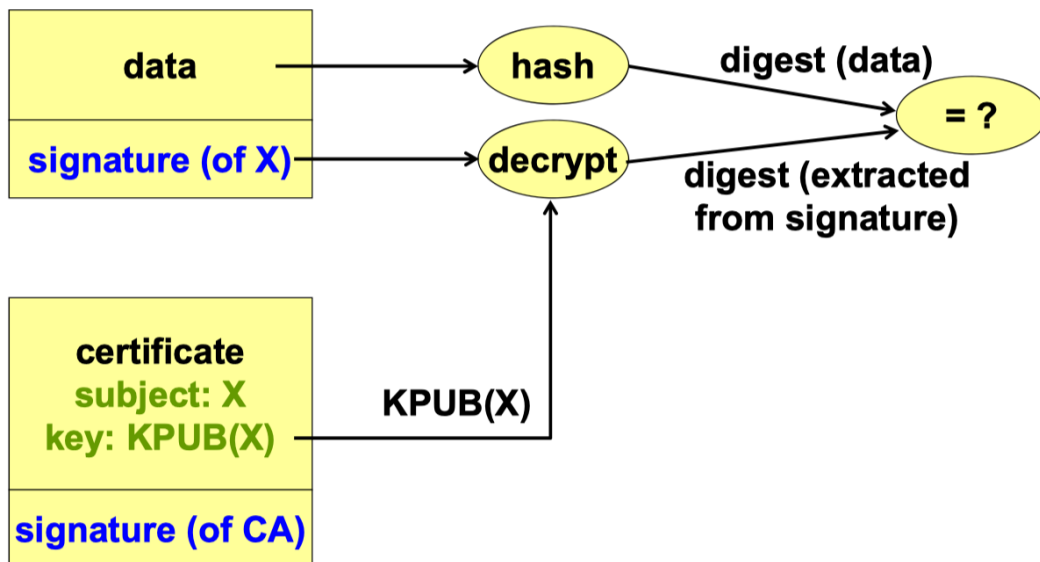 data
hash
digest (data)
= ?
signature (of X)
decrypt
digest (extracted
from signature)
certificate
subject: X
key: KPUB(X)
KPUB(X)
signature (of CA)